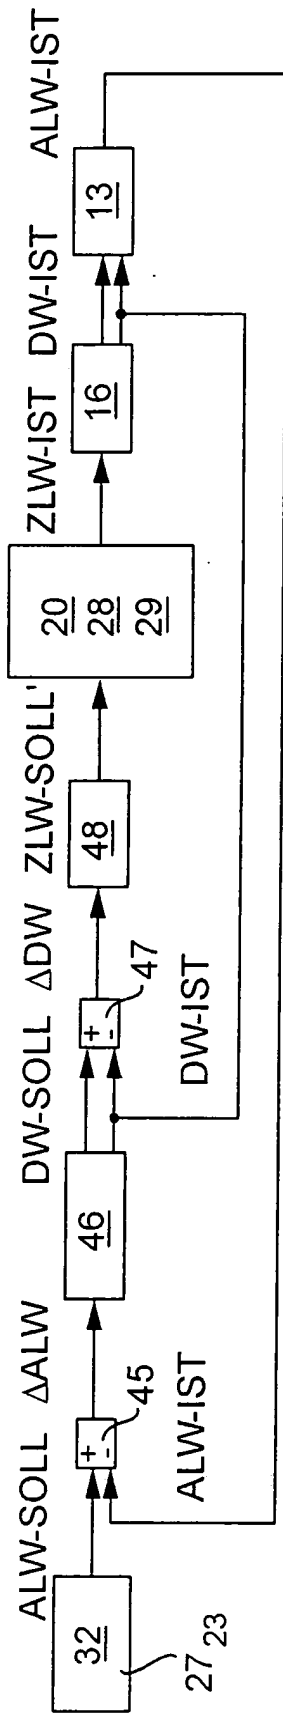 ALW-SOLL ΔALW DW-SOLL ΔDW ZLW-SOLL' ZLW-IST DW-IST ALW-IST
32 + - 46 + - 48 20 16 13
28
29
45 47
27 23 ALW-IST DW-IST